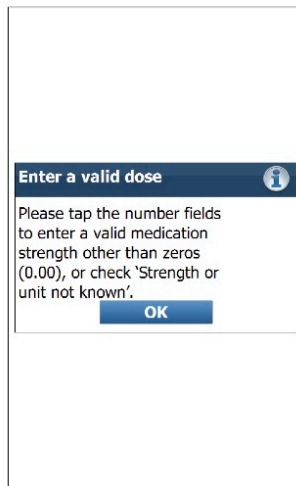 Enter a valid dose
Please tap the number fields
to enter a valid medication
strength other than zeros
(0.00), or check ‘Strength or
unit not known’.
OK